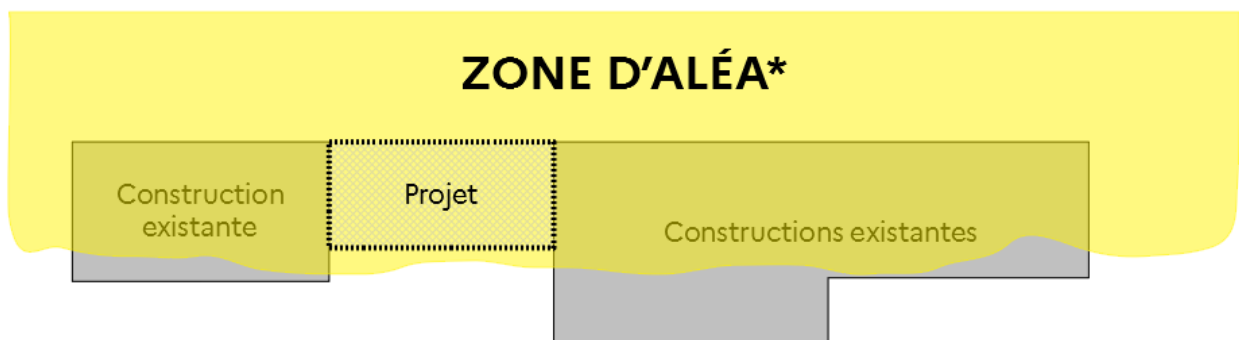 ZONE D’ALÉA*
Construction
existante
Projet
Constructions existantes